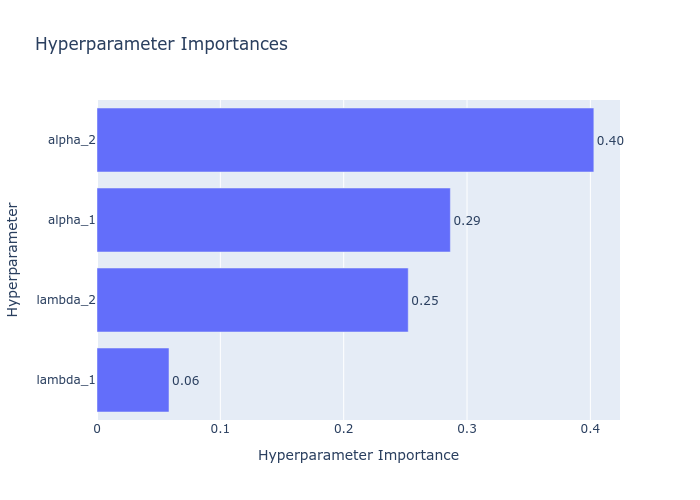 Hyperparameter Importances
alpha_2
0.40
alpha_1
0.29
lambda_2
0.25
lambda_1
0.06
0 0.1 0.2 0.3 0.4
Hyperparameter Importance
Hyperparameter